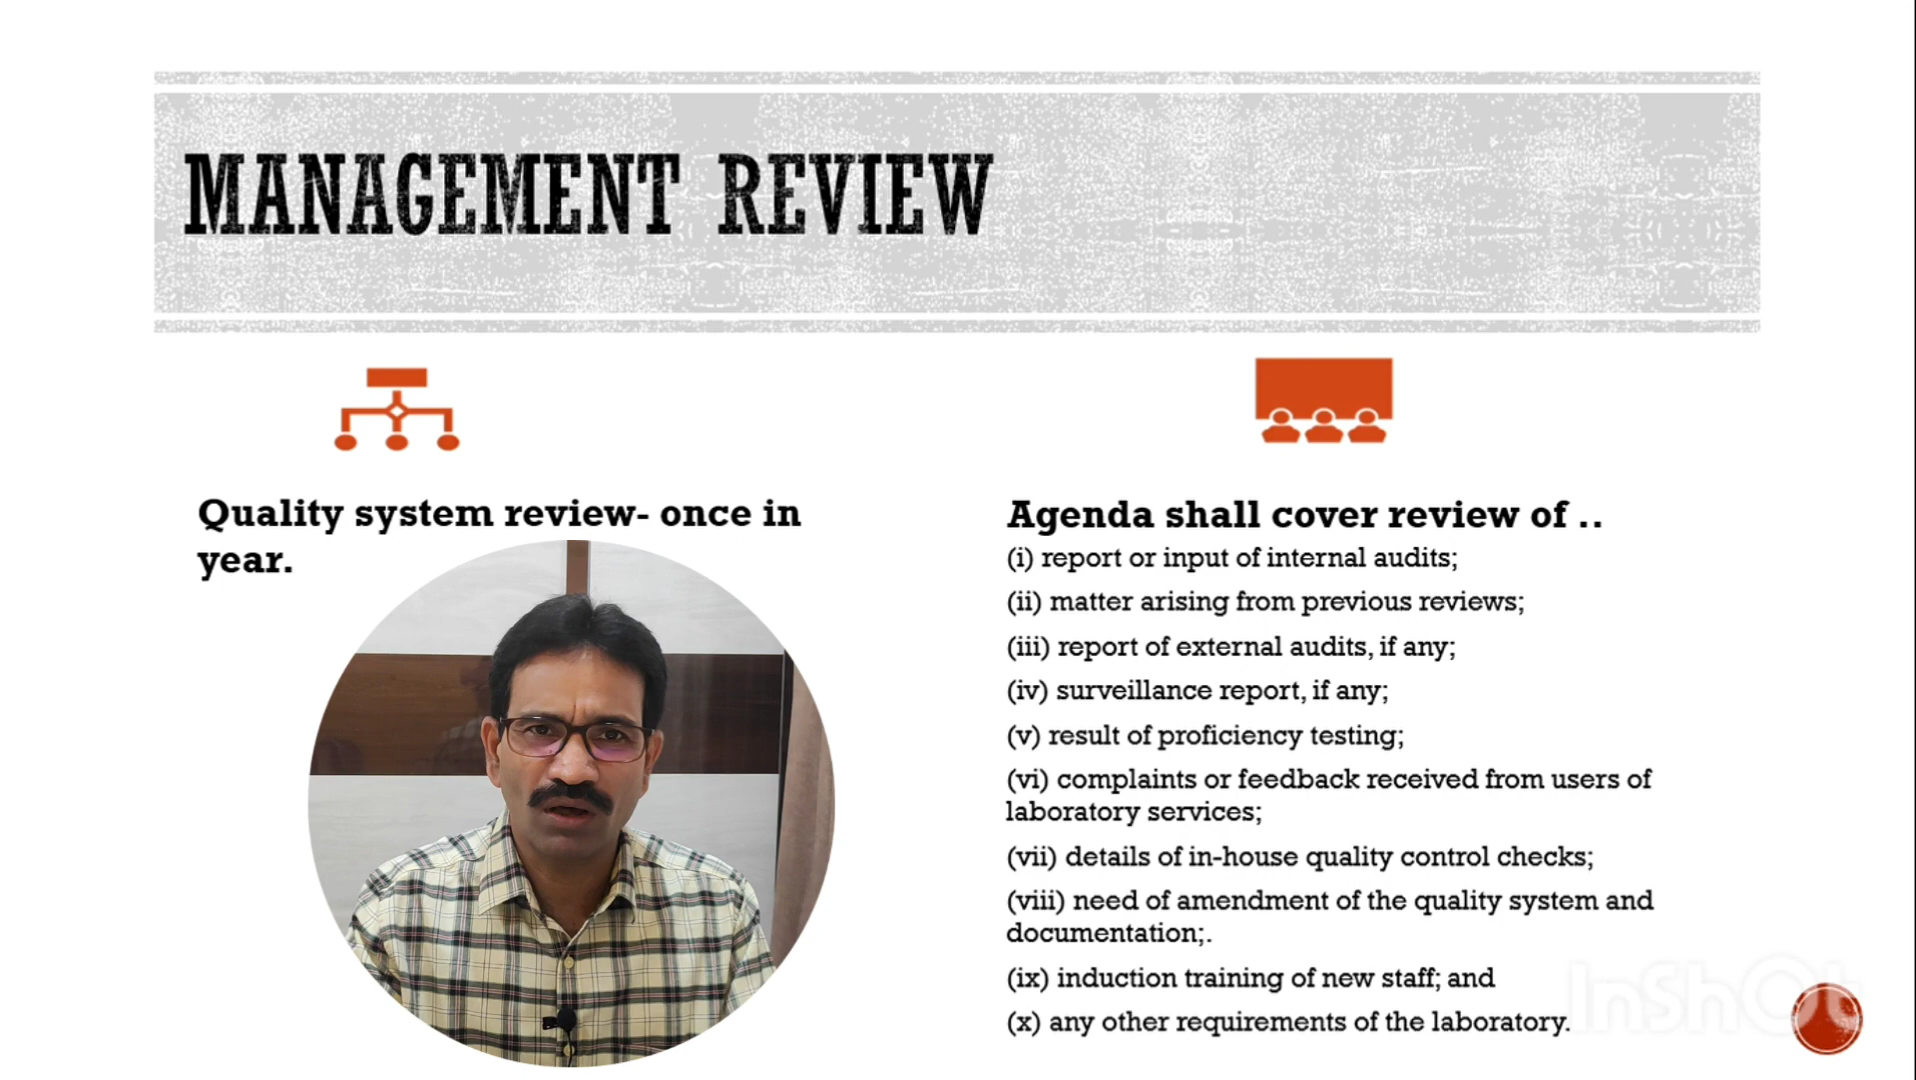 MANAGEMENT REVIEW
Quality system review- once in
year.
Agenda shall cover review of ..
(i) report or input of internal audits;
(ii) matter arising from previous reviews;
(iii) report of external audits, if any;
(iv) surveillance report, if any;
(v) result of proficiency testing;
(vi) complaints or feedback received from users of
laboratory services;
(vii) details of in-house quality control checks;
(viii) need of amendment of the quality system and
documentation;.
(ix) induction training of new staff; and
(x) any other requirements of the laboratory.
InShOt